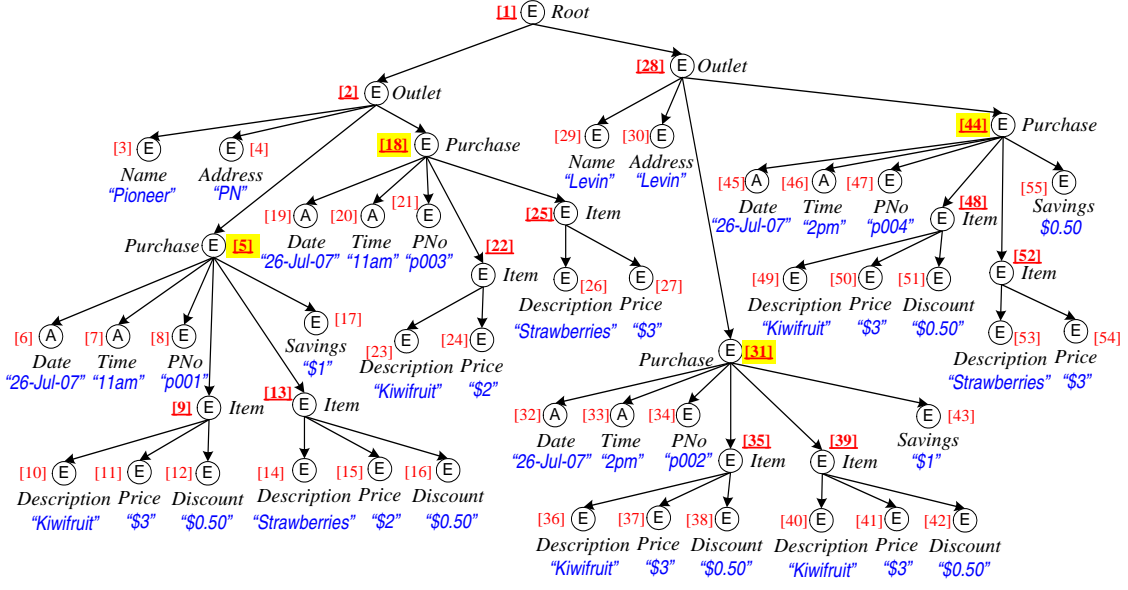 [1] E Root
[28] E Outlet
[2] E Outlet
[3] E Name "Pioneer"
E [4] Address "PN"
[18] E Purchase
[29] E Name "Levin"
[30] E Address "Levin"
[44] E Purchase
[19] A Date "26-Jul-07"
[20] A Time "11am"
[21] E PNo "p003"
[25] E Item
[45] A Date "26-Jul-07"
[46] A Time "2pm"
[47] E PNo "p004"
[48] E Item
[55] E Savings $0.50
Purchase E [5]
[22] E Item
E [26] Description "Strawberries"
E [27] Price "$3"
[49] E Description "Kiwifruit"
[50] E Price "$3"
[51] E Discount "$0.50"
[52] E Item
[6] A Date "26-Jul-07"
[7] A Time "11am"
[8] E PNo "p001"
E [17] Savings "$1"
[23] E Description "Kiwifruit"
[24] E Price "$2"
E [53] Description "Strawberries"
E [54] Price "$3"
Purchase E [31]
[9] E Item
[13] E Item
[32] A Date "26-Jul-07"
[33] A Time "2pm"
[34] E PNo "p002"
[35] E Item
[39] E Item
E [43] Savings "$1"
[10] E Description "Kiwifruit"
[11] E Price "$3"
[12] E Discount "$0.50"
[14] E Description "Strawberries"
[15] E Price "$2"
[16] E Discount "$0.50"
[36] E Description "Kiwifruit"
[37] E Price "$3"
[38] E Discount "$0.50"
[40] E Description "Kiwifruit"
[41] E Price "$3"
[42] E Discount "$0.50"